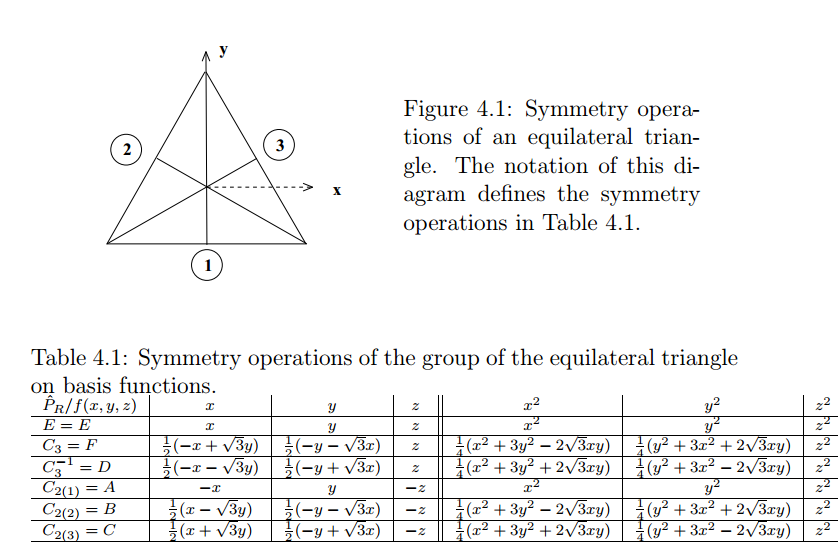 y
2
3
x
1
Figure 4.1: Symmetry opera-
tions of an equilateral trian-
gle. The notation of this di-
agram defines the symmetry
operations in Table 4.1.
Table 4.1: Symmetry operations of the group of the equilateral triangle
on basis functions.
P̂_R/f(x, y, z) x y z x² y² z²
E = E x y z x² y² z²
C₃ = F ½(−x + √3y) ½(−y − √3x) z ¼(x² + 3y² − 2√3xy) ¼(y² + 3x² + 2√3xy) z²
C₃⁻¹ = D ½(−x − √3y) ½(−y + √3x) z ¼(x² + 3y² + 2√3xy) ¼(y² + 3x² − 2√3xy) z²
C₂₍₁₎ = A −x y −z x² y² z²
C₂₍₂₎ = B ½(x − √3y) ½(−y − √3x) −z ¼(x² + 3y² − 2√3xy) ¼(y² + 3x² + 2√3xy) z²
C₂₍₃₎ = C ½(x + √3y) ½(−y + √3x) −z ¼(x² + 3y² + 2√3xy) ¼(y² + 3x² − 2√3xy) z²